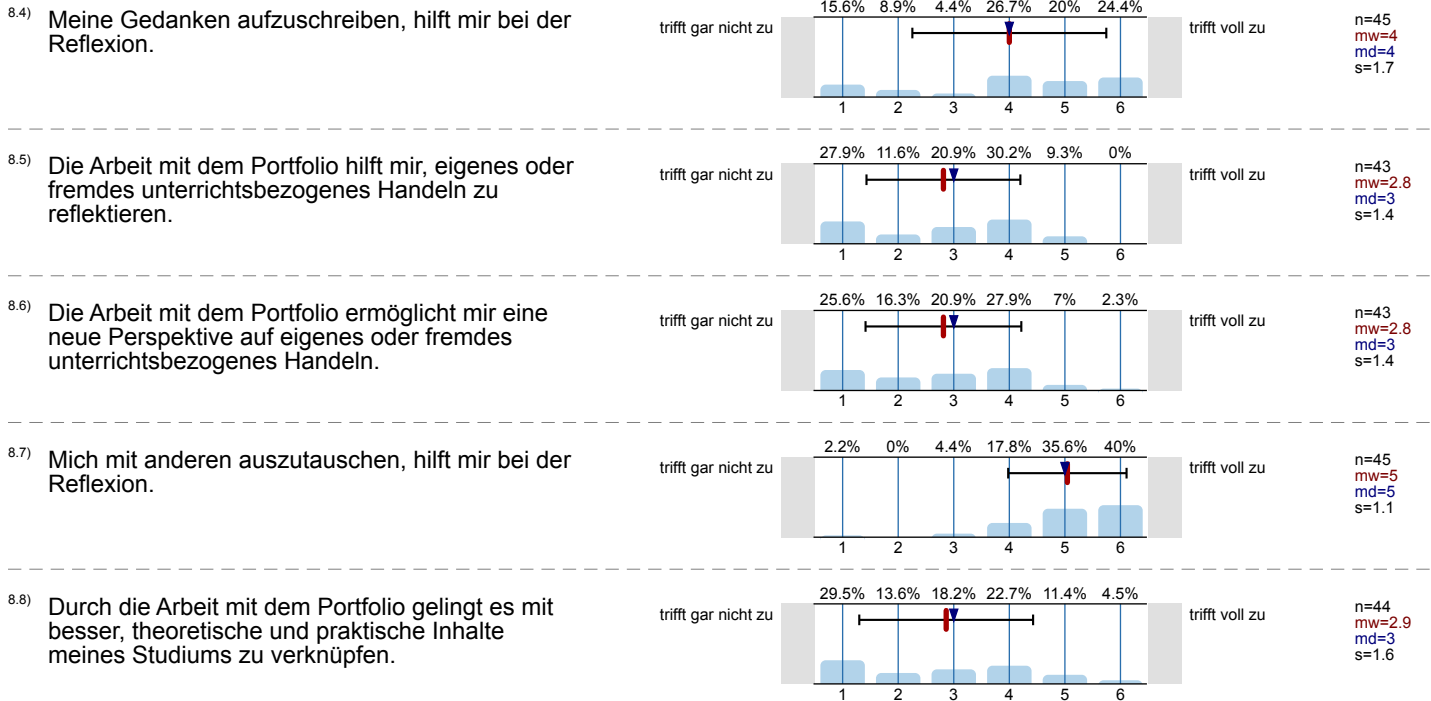 8.4) Meine Gedanken aufzuschreiben, hilft mir bei der
Reflexion.
trifft gar nicht zu
15.6% 8.9% 4.4% 26.7% 20% 24.4%
1 2 3 4 5 6
trifft voll zu
n=45
mw=4
md=4
s=1.7
8.5) Die Arbeit mit dem Portfolio hilft mir, eigenes oder
fremdes unterrichtsbezogenes Handeln zu
reflektieren.
trifft gar nicht zu
27.9% 11.6% 20.9% 30.2% 9.3% 0%
1 2 3 4 5 6
trifft voll zu
n=43
mw=2.8
md=3
s=1.4
8.6) Die Arbeit mit dem Portfolio ermöglicht mir eine
neue Perspektive auf eigenes oder fremdes
unterrichtsbezogenes Handeln.
trifft gar nicht zu
25.6% 16.3% 20.9% 27.9% 7% 2.3%
1 2 3 4 5 6
trifft voll zu
n=43
mw=2.8
md=3
s=1.4
8.7) Mich mit anderen auszutauschen, hilft mir bei der
Reflexion.
trifft gar nicht zu
2.2% 0% 4.4% 17.8% 35.6% 40%
1 2 3 4 5 6
trifft voll zu
n=45
mw=5
md=5
s=1.1
8.8) Durch die Arbeit mit dem Portfolio gelingt es mit
besser, theoretische und praktische Inhalte
meines Studiums zu verknüpfen.
trifft gar nicht zu
29.5% 13.6% 18.2% 22.7% 11.4% 4.5%
1 2 3 4 5 6
trifft voll zu
n=44
mw=2.9
md=3
s=1.6